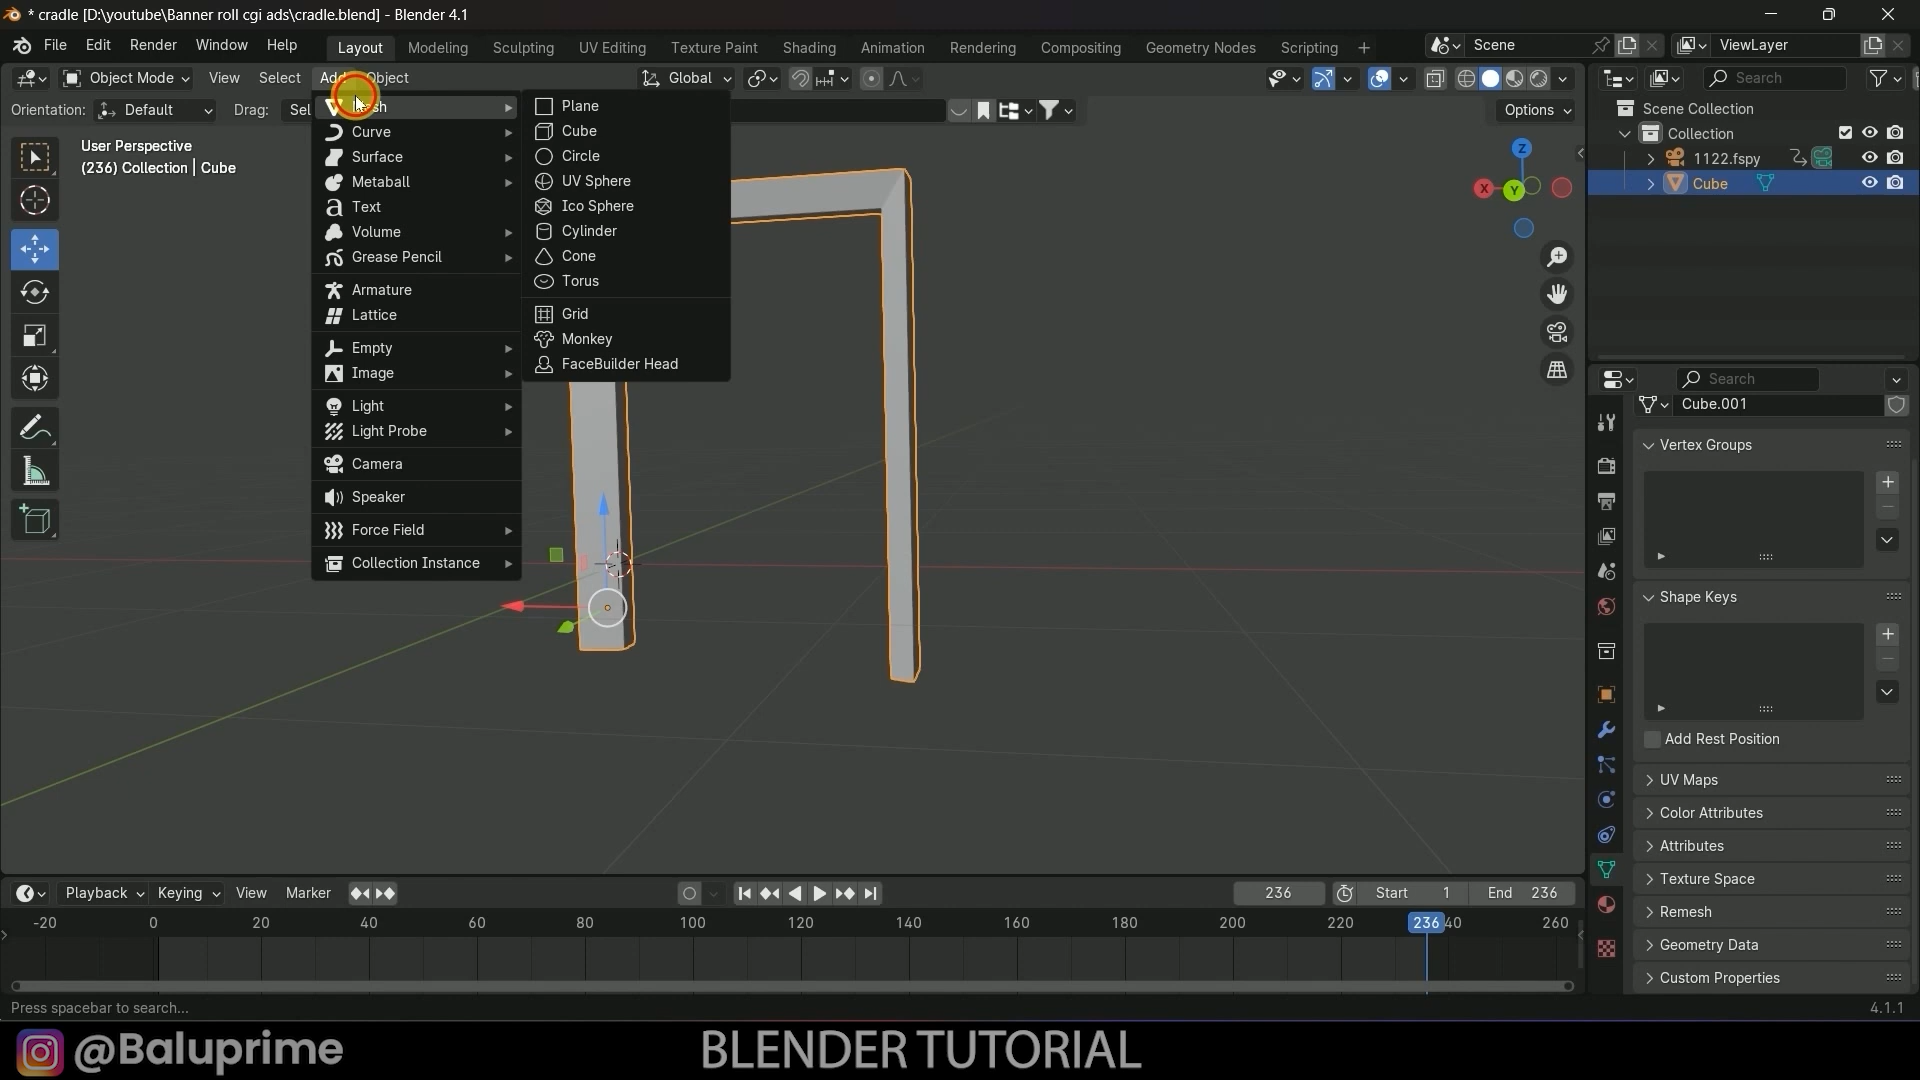 * cradle [D:\youtube\Banner roll cgi ads\cradle.blend] - Blender 4.1
File Edit Render Window Help Layout Modeling Sculpting UV Editing Texture Paint Shading Animation Rendering Compositing Geometry Nodes Scripting + Scene ViewLayer
Object Mode View Select Add Object Global Search
Orientation: Default Drag: Sel Options
User Perspective
(236) Collection | Cube
Curve
Surface
Metaball
Text
Volume
Grease Pencil
Armature
Lattice
Empty
Image
Light
Light Probe
Camera
Speaker
Force Field
Collection Instance
Plane
Cube
Circle
UV Sphere
Ico Sphere
Cylinder
Cone
Torus
Grid
Monkey
FaceBuilder Head
Z
X
Y
Scene Collection
Collection
1122.fspy
Cube
Search
Cube.001
Vertex Groups
Shape Keys
Add Rest Position
UV Maps
Color Attributes
Attributes
Texture Space
Remesh
Geometry Data
Custom Properties
Playback Keying View Marker 236 Start 1 End 236
-20 0 20 40 60 80 100 120 140 160 180 200 220 236 40 260
Press spacebar to search... 4.1.1
@Baluprime BLENDER TUTORIAL